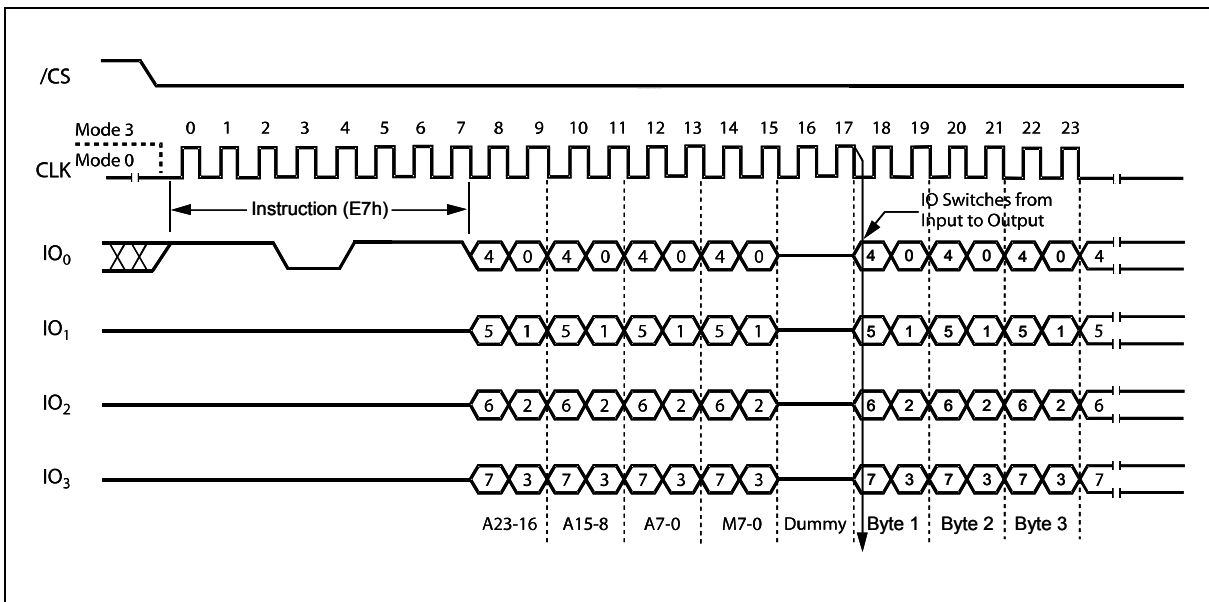 /CS
Mode 3
0 1 2 3 4 5 6 7 8 9 10 11 12 13 14 15 16 17 18 19 20 21 22 23
CLK Mode 0
Instruction (E7h)
IO Switches from
Input to Output
IO₀ 4 0 4 0 4 0 4 0 4 0 4 0 4 0 4
IO₁ 5 1 5 1 5 1 5 1 5 1 5 1 5 1 5
IO₂ 6 2 6 2 6 2 6 2 6 2 6 2 6 2 6
IO₃ 7 3 7 3 7 3 7 3 7 3 7 3 7 3 7
A23-16 A15-8 A7-0 M7-0 Dummy Byte 1 Byte 2 Byte 3